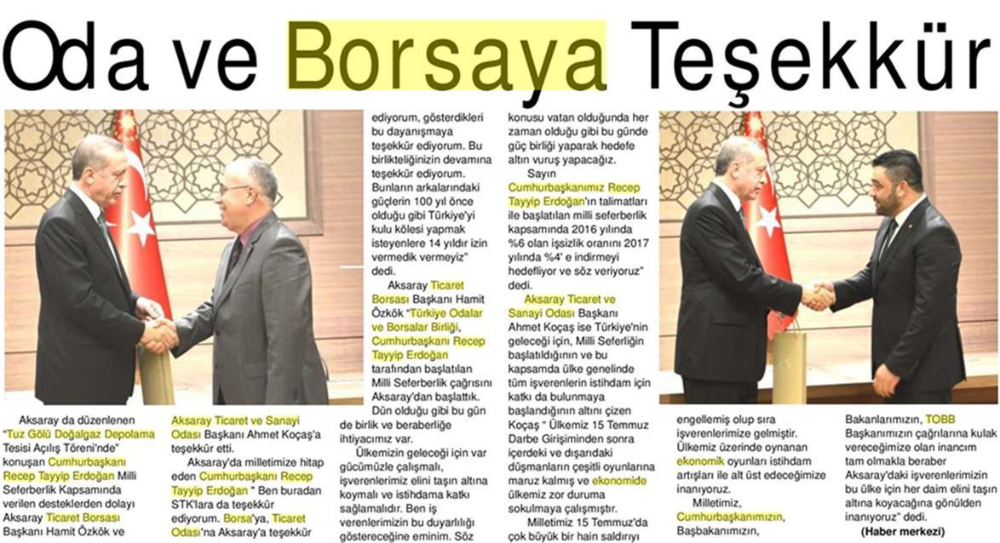 Oda ve Borsaya Teşekkür
Aksaray da düzenlenen
“Tuz Gölü Doğalgaz Depolama
Tesisi Açılış Töreni'nde”
konuşan Cumhurbaşkanı
Recep Tayyip Erdoğan Milli
Seferberlik Kapsamında
verilen desteklerden dolayı
Aksaray Ticaret Borsası
Başkanı Hamit Özkök ve
Aksaray Ticaret ve Sanayi
Odası Başkanı Ahmet Koçaş'a
teşekkür etti.
Aksaray'da milletimize hitap
eden Cumhurbaşkanı Recep
Tayyip Erdoğan “ Ben buradan
STK'lara da teşekkür
ediyorum. Borsa'ya, Ticaret
Odası'na Aksaray'a teşekkür
ediyorum, gösterdikleri
bu dayanışmaya
teşekkür ediyorum. Bu
birlikteliğinizin devamına
teşekkür ediyorum.
Bunların arkalarındaki
güçlerin 100 yıl önce
olduğu gibi Türkiye'yi
kulu kölesi yapmak
isteyenlere 14 yıldır izin
vermedik vermeyiz”
dedi.
Aksaray Ticaret
Borsası Başkanı Hamit
Özkök “Türkiye Odalar
ve Borsalar Birliği,
Cumhurbaşkanı Recep
Tayyip Erdoğan
tarafından başlatılan
Milli Seferberlik çağrısını
Aksaray'dan başlattık.
Dün olduğu gibi bu gün
de birlik ve beraberliğe
ihtiyacımız var.
Ülkemizin geleceği için var
gücümüzle çalışmalı,
işverenlerimiz elini taşın altına
koymalı ve istihdama katkı
sağlamalıdır. Ben iş
verenlerimizin bu duyarlılığı
göstereceğine eminim. Söz
konusu vatan olduğunda her
zaman olduğu gibi bu günde
güç birliği yaparak hedefe
altın vuruş yapacağız.
Sayın
Cumhurbaşkanımız Recep
Tayyip Erdoğan'ın talimatları
ile başlatılan milli seferberlik
kapsamında 2016 yılında
%6 olan işsizlik oranını 2017
yılında %4' e indirmeyi
hedefliyor ve söz veriyoruz”
dedi.
Aksaray Ticaret ve
Sanayi Odası Başkanı
Ahmet Koçaş ise Türkiye'nin
geleceği için, Milli Seferliğin
başlatıldığının ve bu
kapsamda ülke genelinde
tüm işverenlerin istihdam için
katkı da bulunmaya
başlandığının altını çizen
Koçaş “ Ülkemiz 15 Temmuz
Darbe Girişiminden sonra
içerdeki ve dışarıdaki
düşmanların çeşitli oyunlarına
maruz kalmış ve ekonomide
ülkemiz zor duruma
sokulmaya çalışmıştır.
Milletimiz 15 Temmuz'da
çok büyük bir hain saldırıyı
engellemiş olup sıra
işverenlerimize gelmiştir.
Ülkemiz üzerinde oynanan
ekonomik oyunları istihdam
artışları ile alt üst edeceğimize
inanıyoruz.
Milletimiz,
Cumhurbaşkanımızın,
Başbakanımızın,
Bakanlarımızın, TOBB
Başkanımızın çağrılarına kulak
vereceğimize olan inancım
tam olmakla beraber
Aksaray'daki işverenlerimizin
bu ülke için her daim elini taşın
altına koyacağına gönülden
inanıyoruz” dedi.
(Haber merkezi)